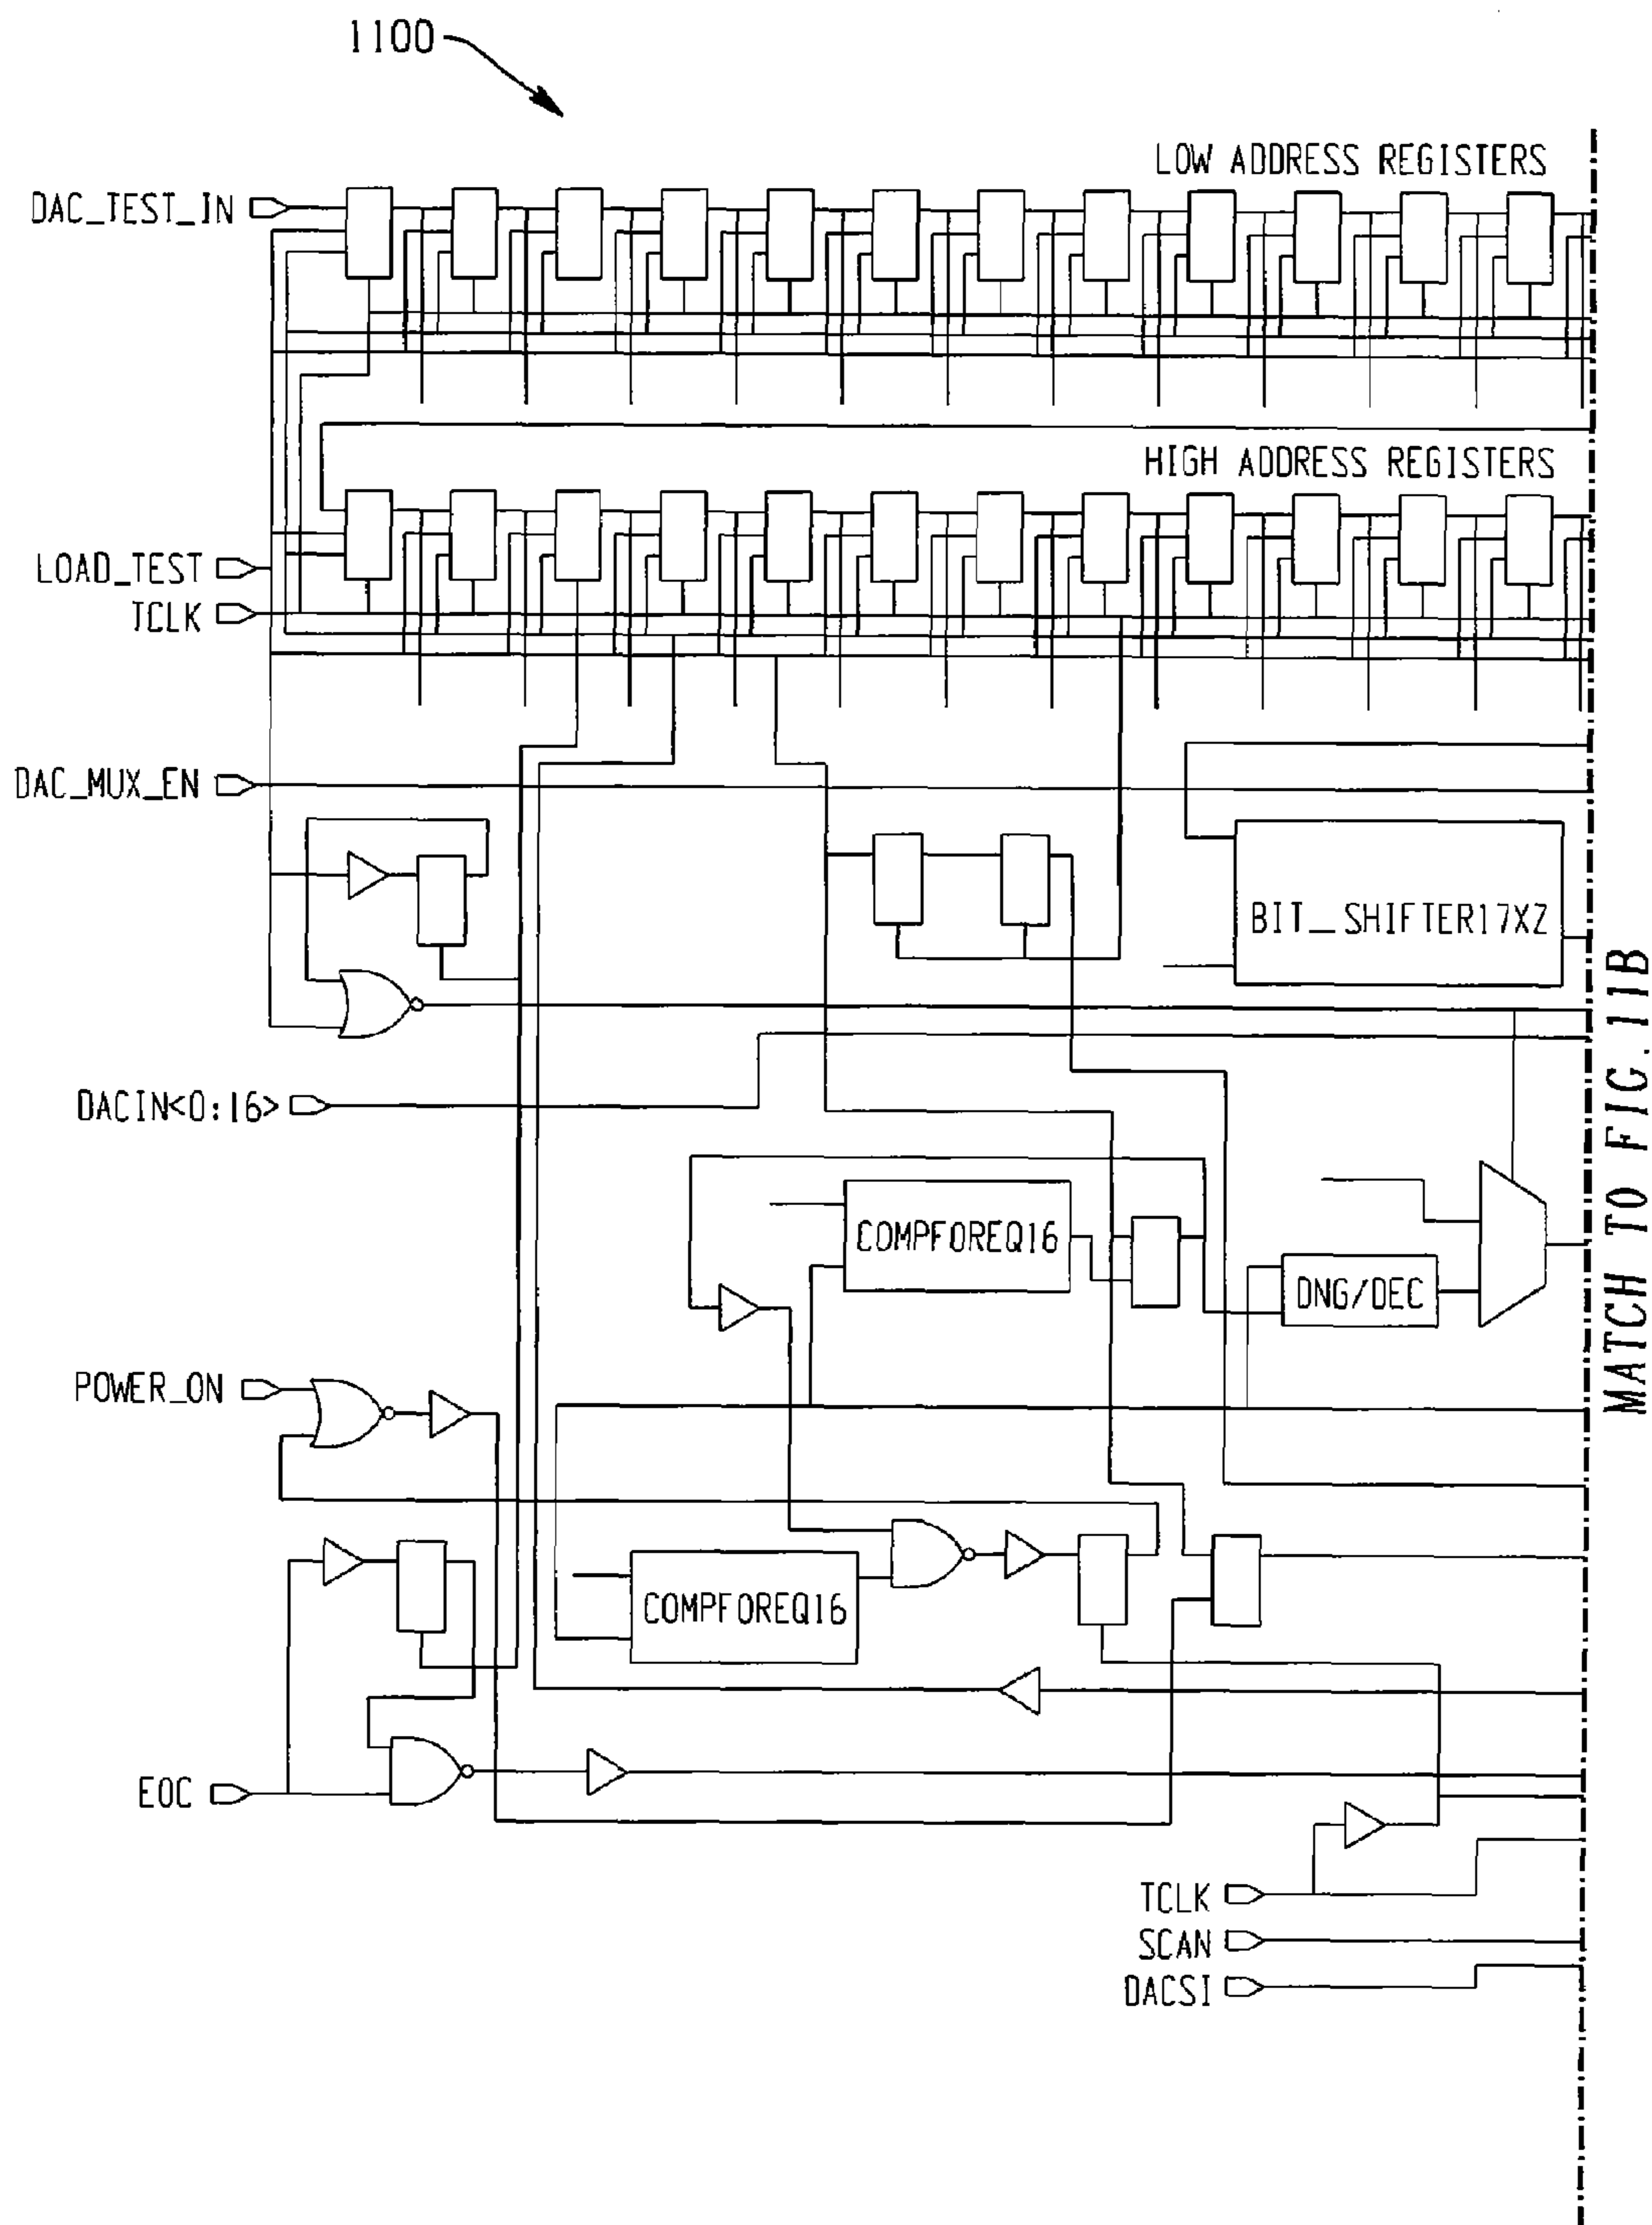 1100
LOW ADDRESS REGISTERS
DAC_TEST_IN
HIGH ADDRESS REGISTERS
LOAD_TEST
TCLK
DAC_MUX_EN
BIT_SHIFTER17XZ
DACIN<0:16>
COMPFOREQ16
DNG/DEC
POWER_ON
COMPFOREQ16
EOC
TCLK
SCAN
DACSI
MATCH TO FIG.11B